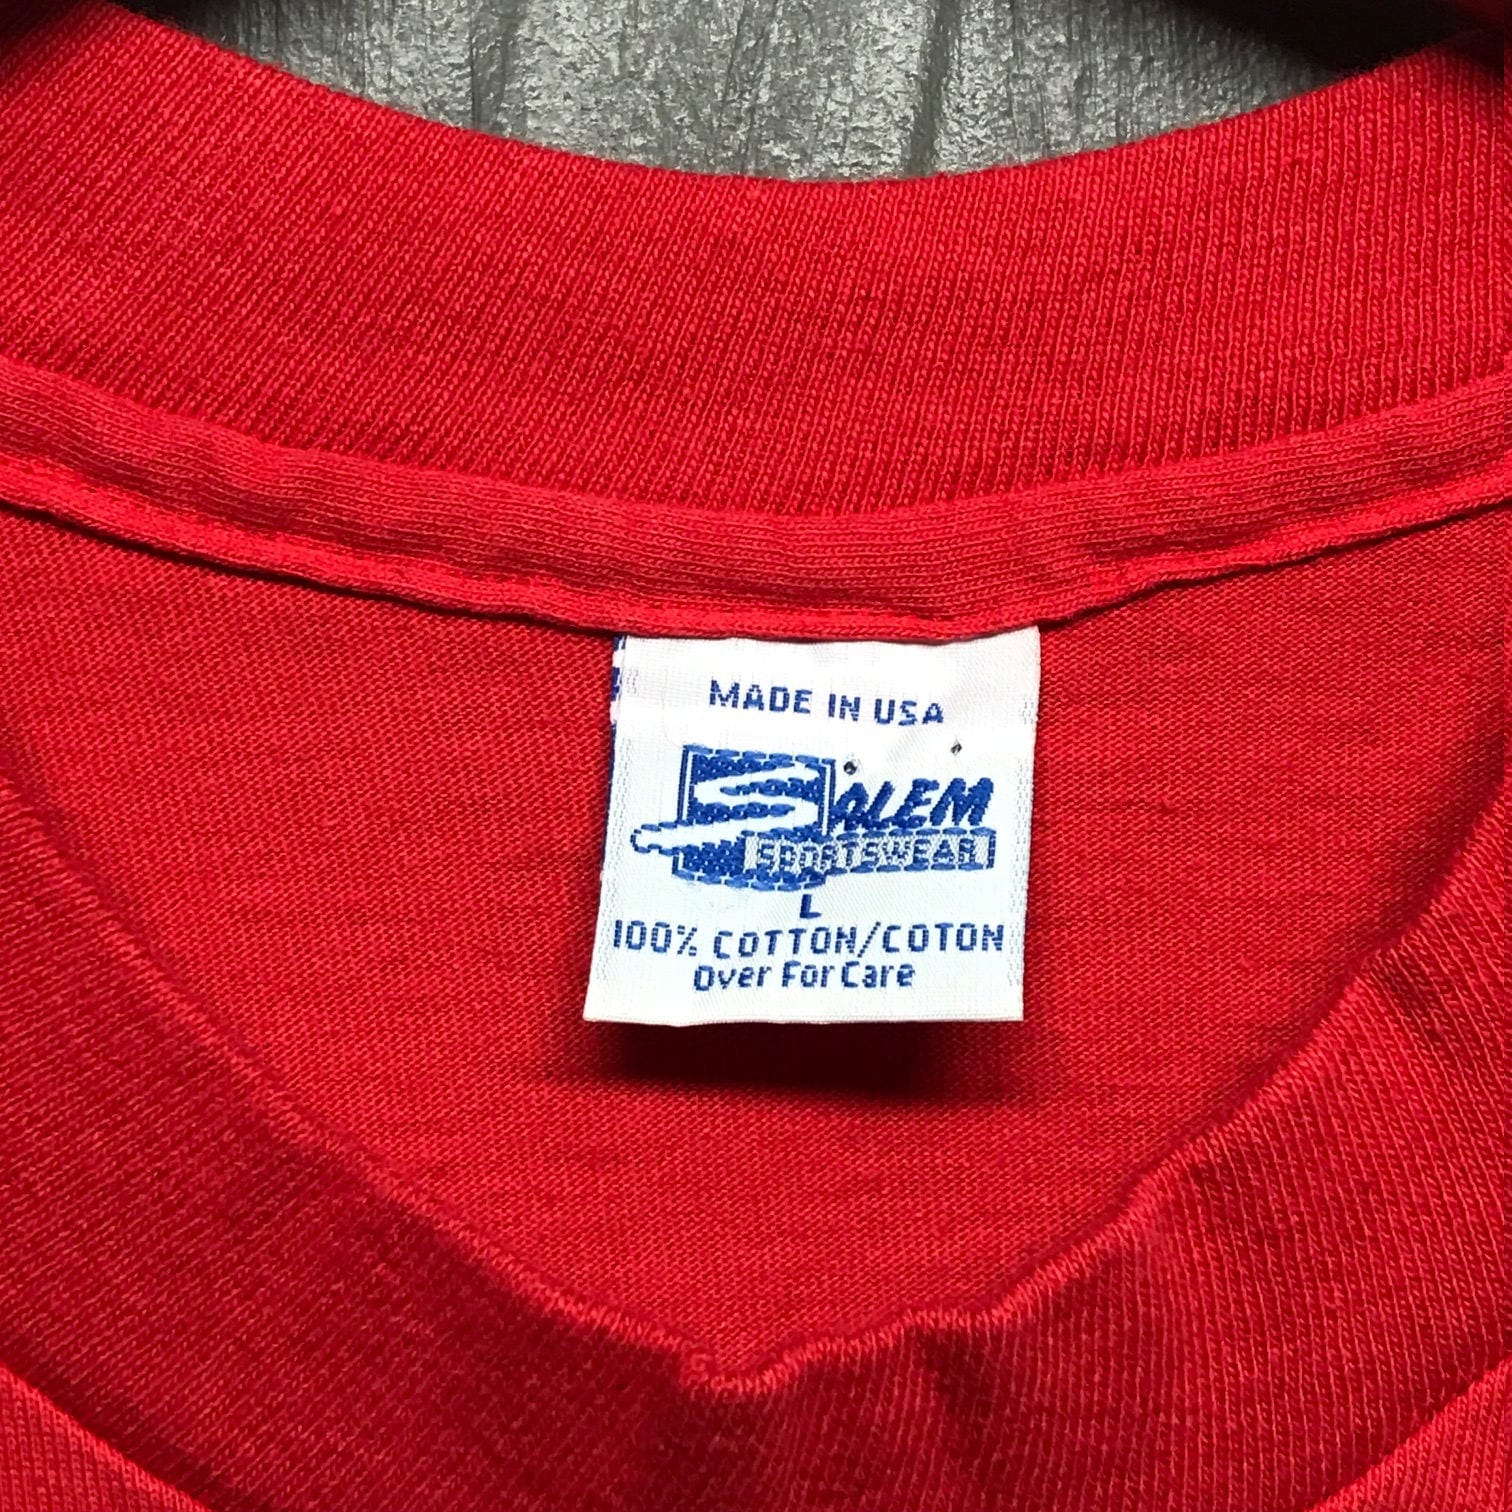 MADE IN USA
SALEM
SPORTSWEAR
L
100% COTTON/COTON
Over For Care